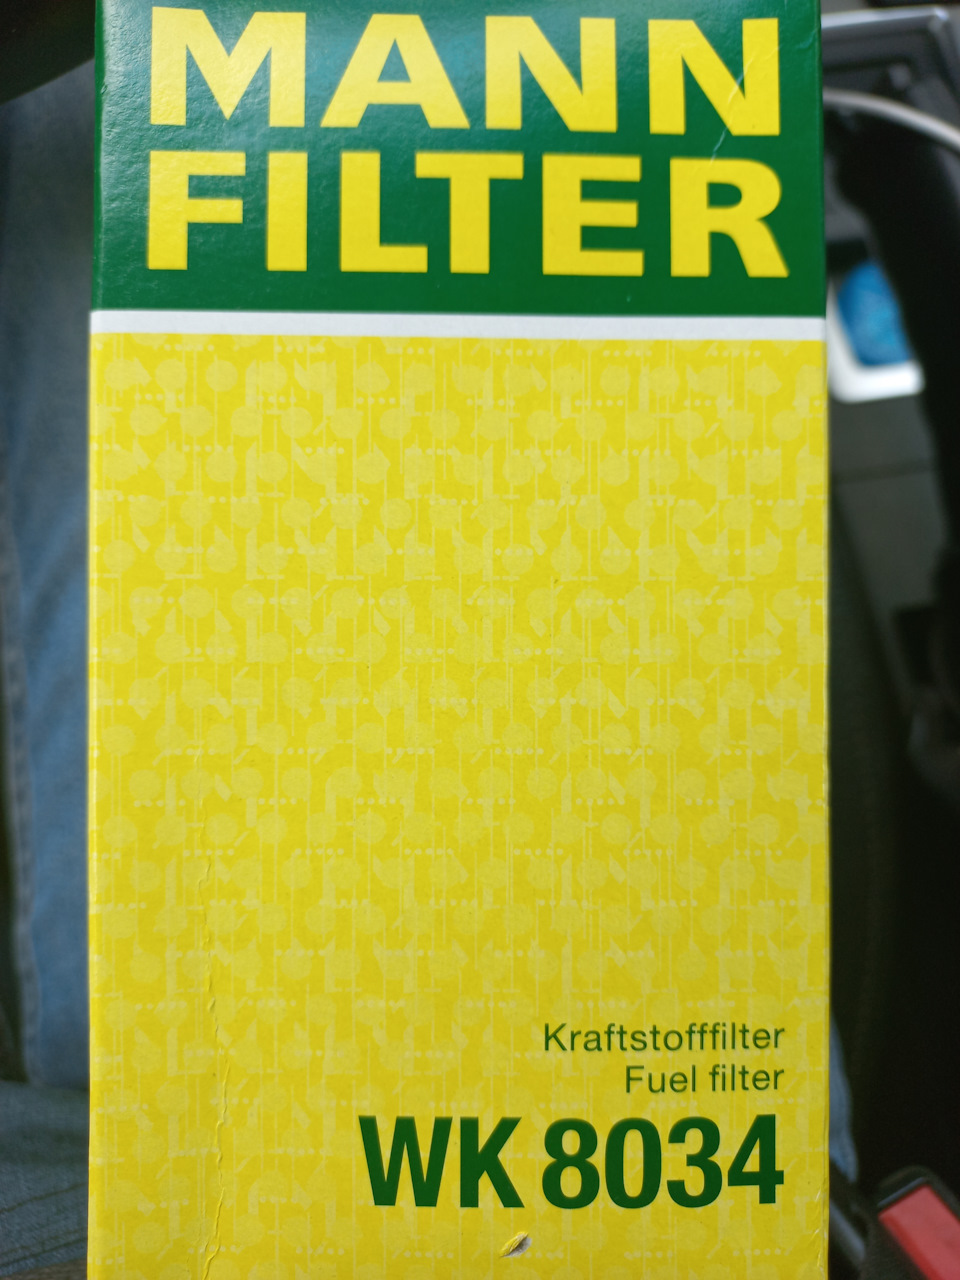 MANN
FILTER
Kraftstofffilter
Fuel filter
WK 8034